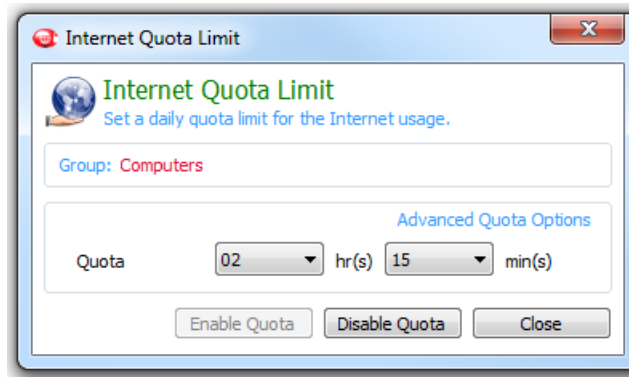 Internet Quota Limit
Internet Quota Limit
Set a daily quota limit for the Internet usage.
Group: Computers
Advanced Quota Options
Quota 02 hr(s) 15 min(s)
Enable Quota Disable Quota Close